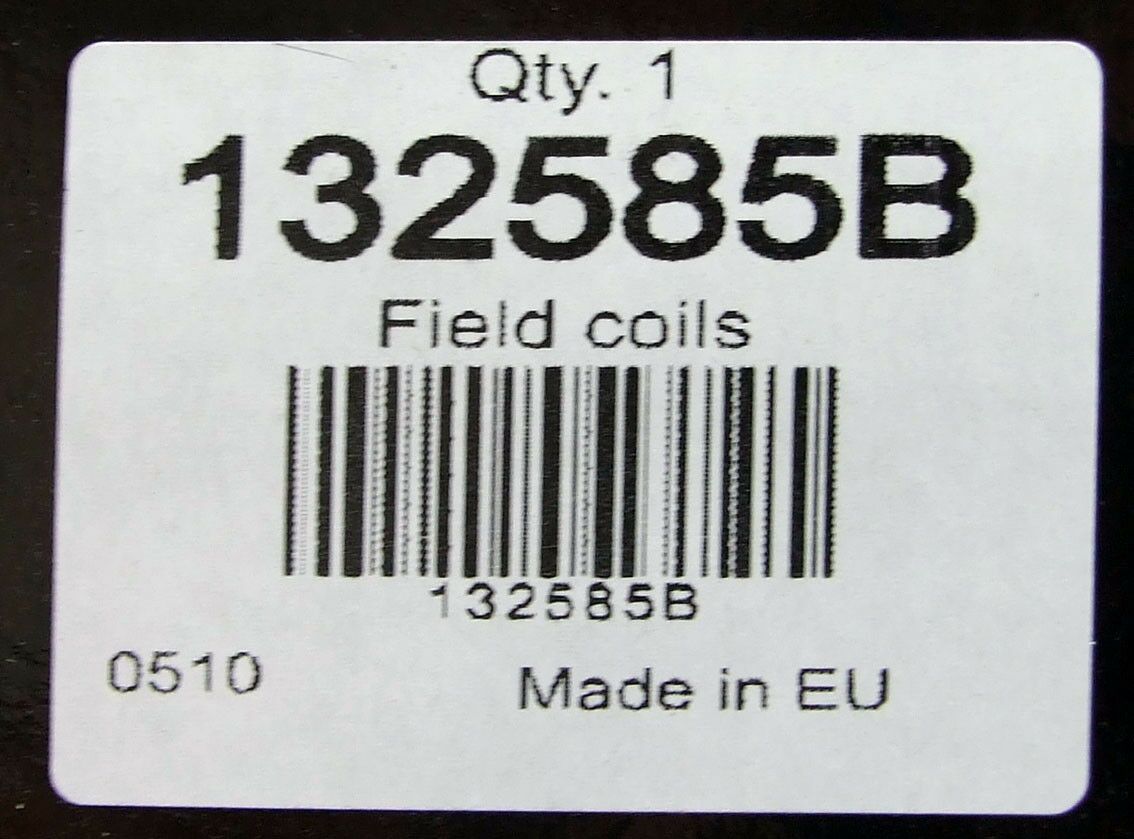 Qty. 1
132585B
Field coils
132585B
0510
Made in EU